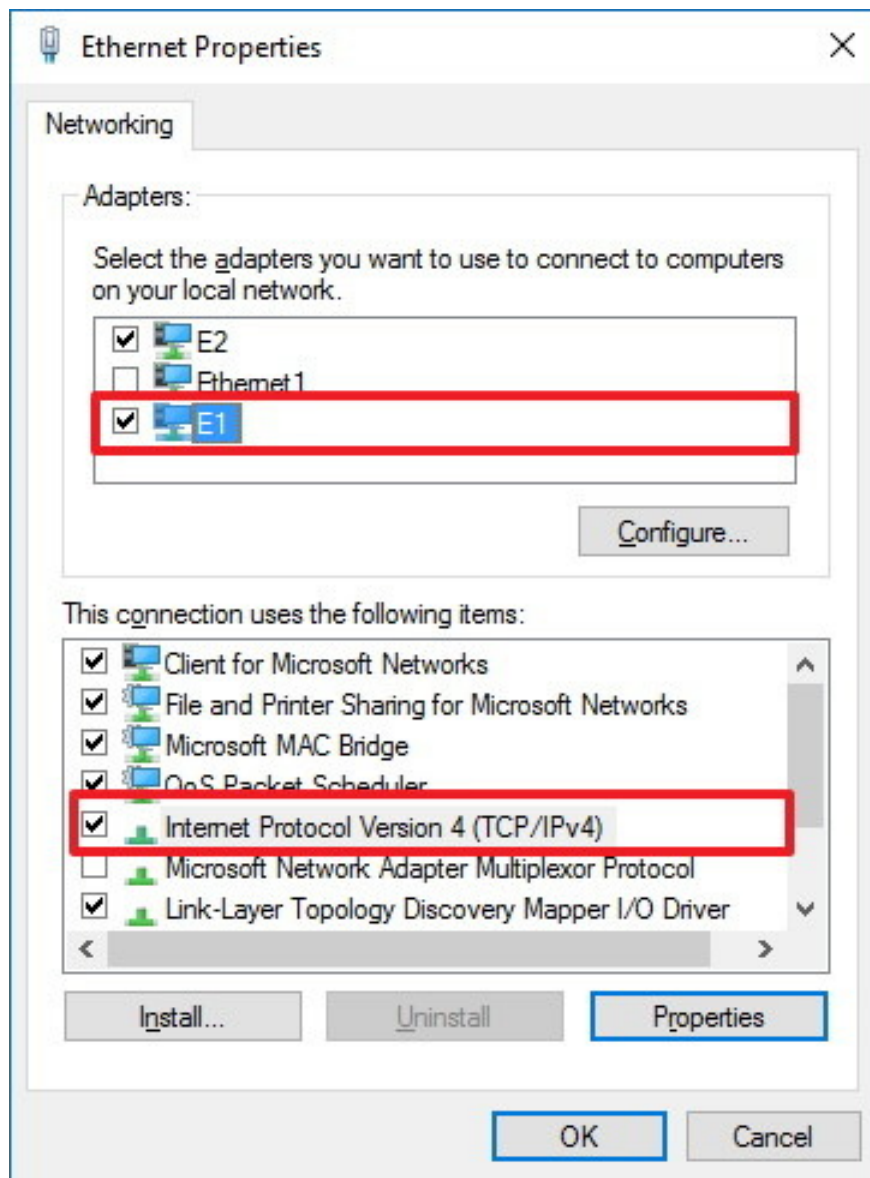 Ethernet Properties
Networking
Adapters:
Select the adapters you want to use to connect to computers
on your local network.
E2
Ethernet1
E1
Configure...
This connection uses the following items:
Client for Microsoft Networks
File and Printer Sharing for Microsoft Networks
Microsoft MAC Bridge
QoS Packet Scheduler
Internet Protocol Version 4 (TCP/IPv4)
Microsoft Network Adapter Multiplexor Protocol
Link-Layer Topology Discovery Mapper I/O Driver
Install... Uninstall Properties
OK Cancel